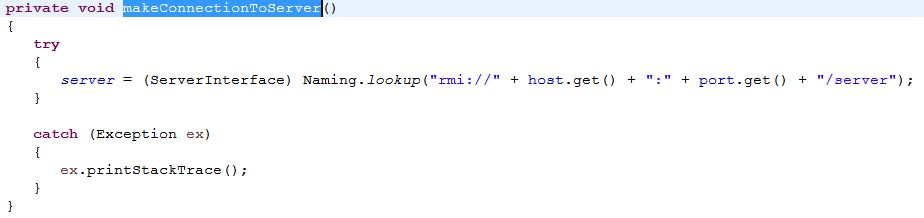 private void makeConnectionToServer()
{
try
{
server = (ServerInterface) Naming.lookup("rmi://" + host.get() + ":" + port.get() + "/server");
}
catch (Exception ex)
{
ex.printStackTrace();
}
}